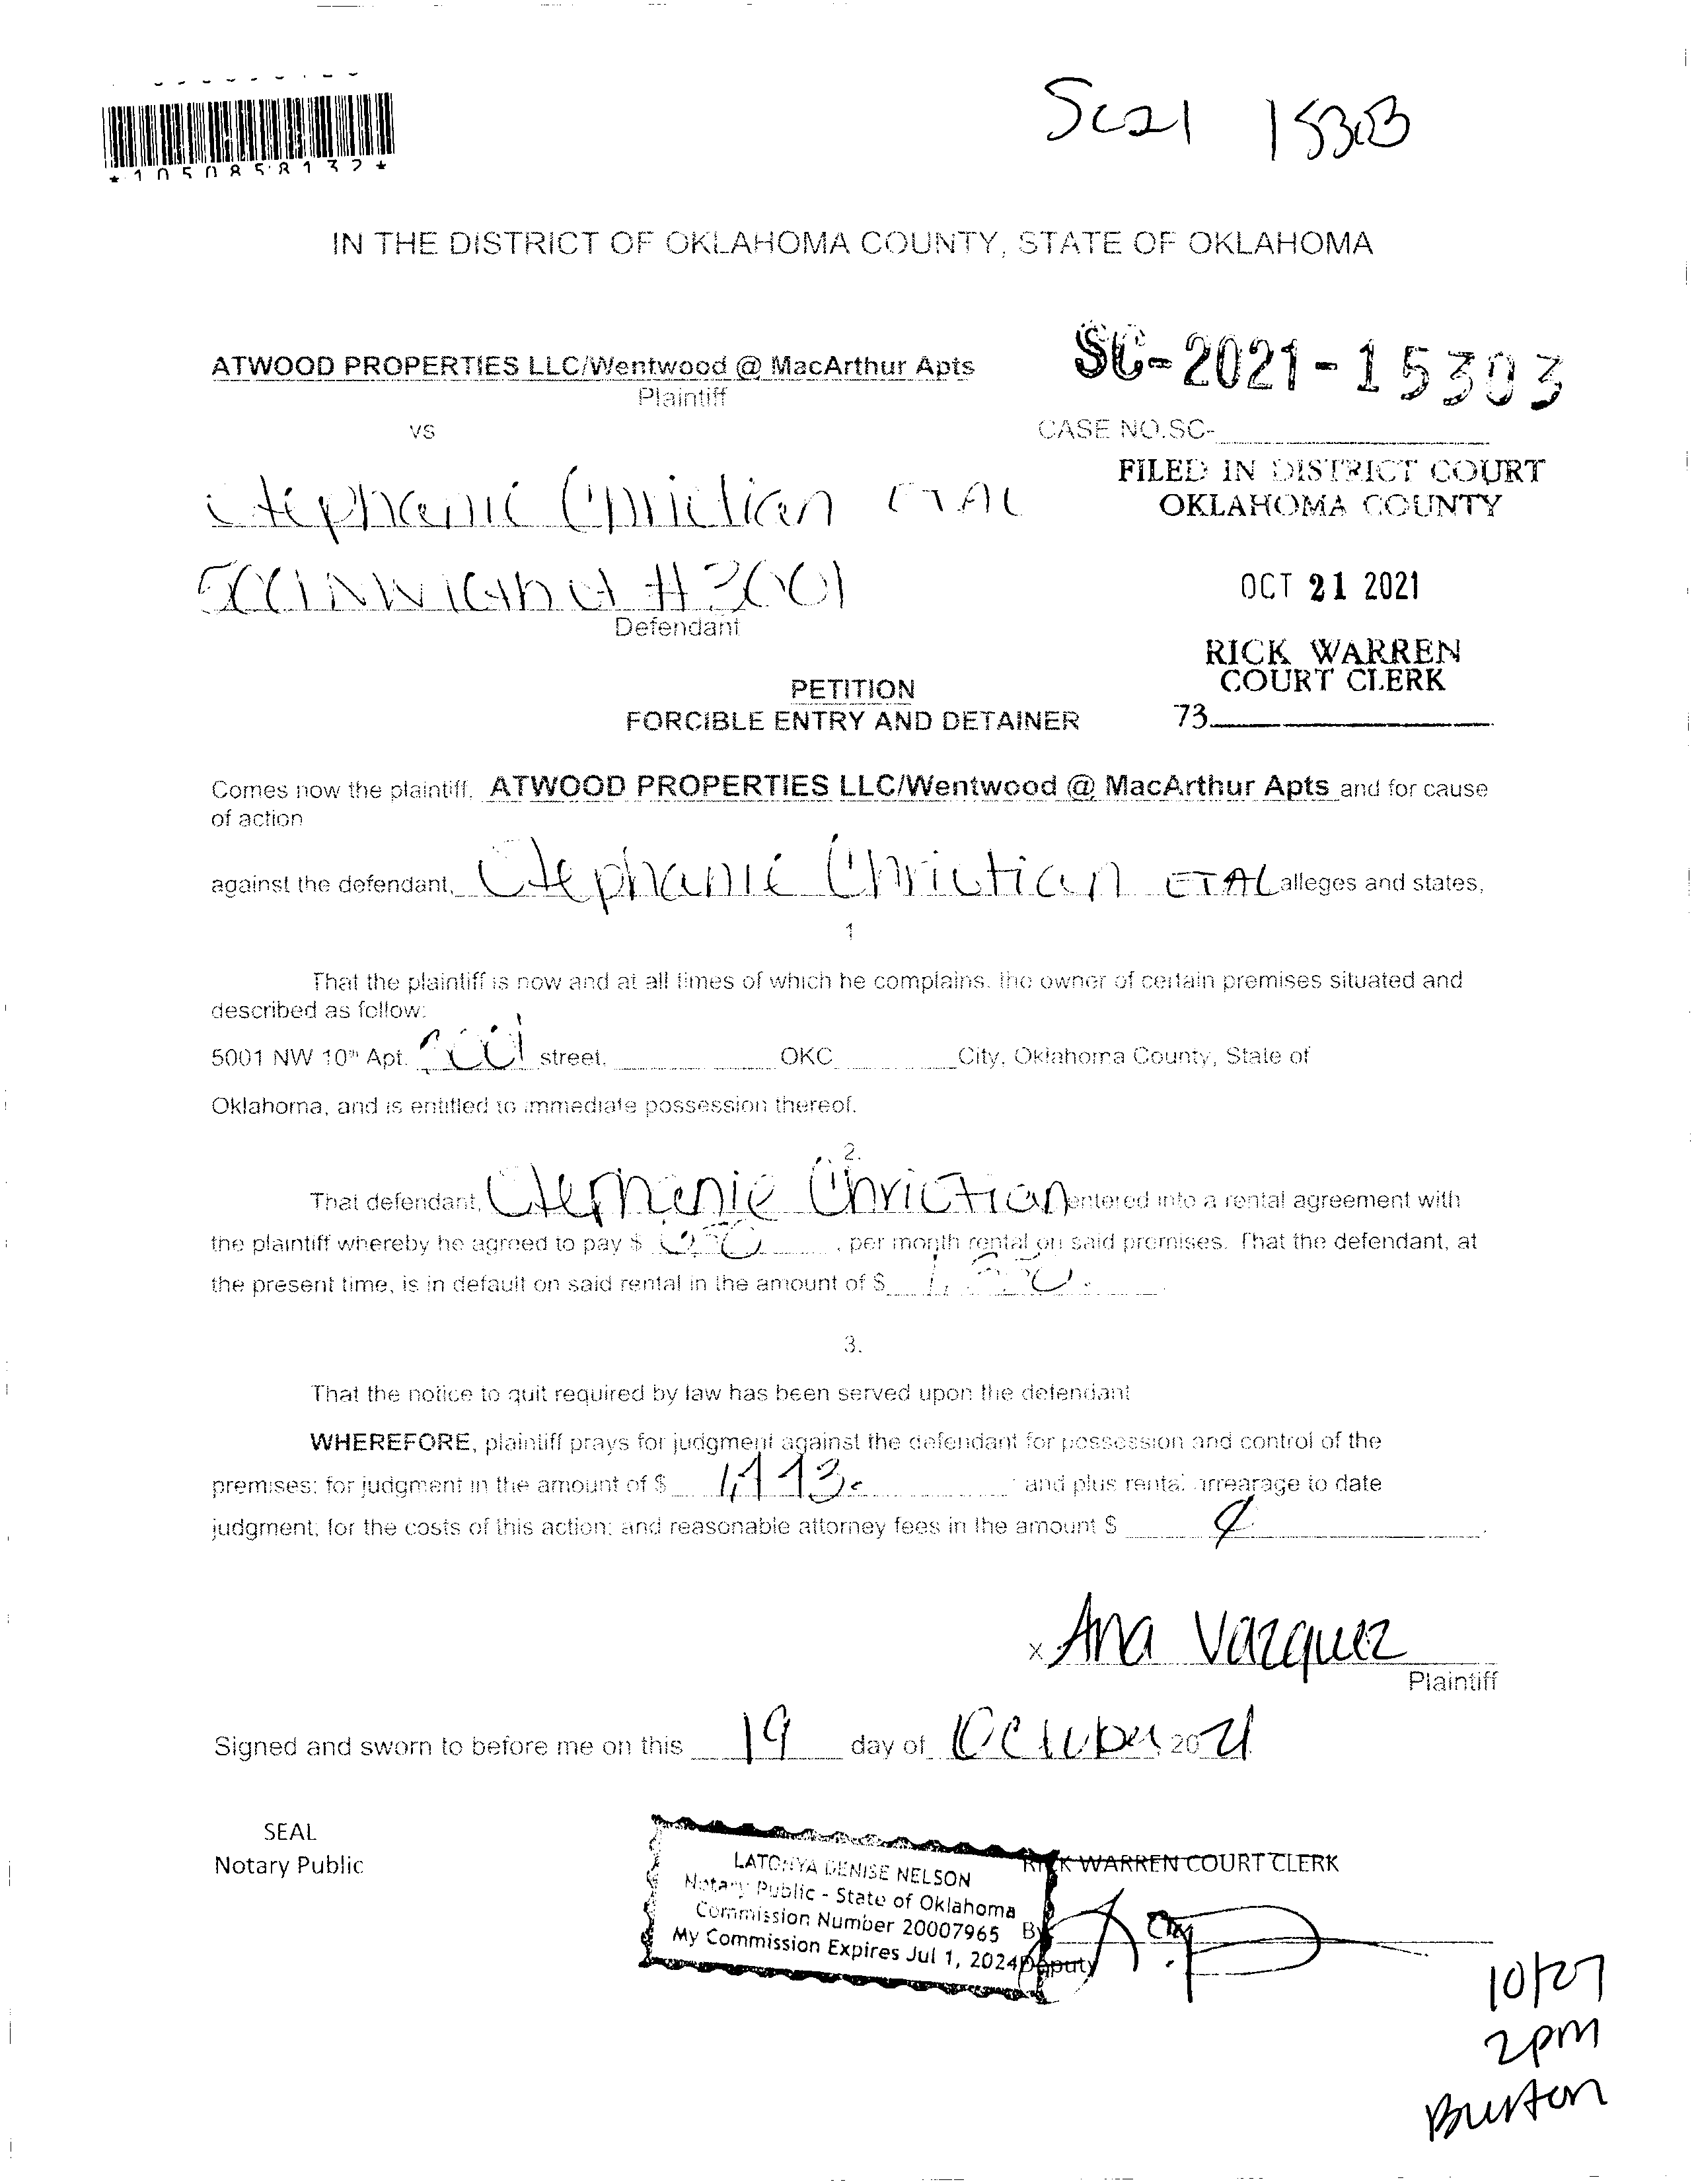 *1050858132*
SC21 15303
IN THE DISTRICT OF OKLAHOMA COUNTY, STATE OF OKLAHOMA
ATWOOD PROPERTIES LLC/Wentwood @ MacArthur Apts
Plaintiff
SC-2021-15303
vs
CASE NO.SC-
Stephanie Christian ETAL
FILED IN DISTRICT COURT
OKLAHOMA COUNTY
5001 NW 10th st #3001
Defendant
OCT 21 2021
RICK WARREN
COURT CLERK
73
PETITION
FORCIBLE ENTRY AND DETAINER
Comes now the plaintiff, ATWOOD PROPERTIES LLC/Wentwood @ MacArthur Apts and for cause
of action
against the defendant, Stephanie Christian ETAL alleges and states,
1
That the plaintiff is now and at all times of which he complains, the owner of certain premises situated and
described as follow:
5001 NW 10th Apt. 3001 street, OKC City, Oklahoma County, State of
Oklahoma, and is entitled to immediate possession thereof.
2.
That defendant, Stephanie Christian entered into a rental agreement with
the plaintiff whereby he agreed to pay $ , per month rental on said premises. That the defendant, at
the present time, is in default on said rental in the amount of $
3.
That the notice to quit required by law has been served upon the defendant
WHEREFORE, plaintiff prays for judgment against the defendant for possession and control of the
premises; for judgment in the amount of $ and plus rental arrearage to date
judgment; for the costs of this action; and reasonable attorney fees in the amount $
x Ana Vazquez
Plaintiff
Signed and sworn to before me on this 19 day of October 2021
SEAL
Notary Public
LATONYA DENISE NELSON
Notary Public - State of Oklahoma
Commission Number 20007965
My Commission Expires Jul 1, 2024
RICK WARREN COURT CLERK
By
Deputy
10/27
2pm
Burton